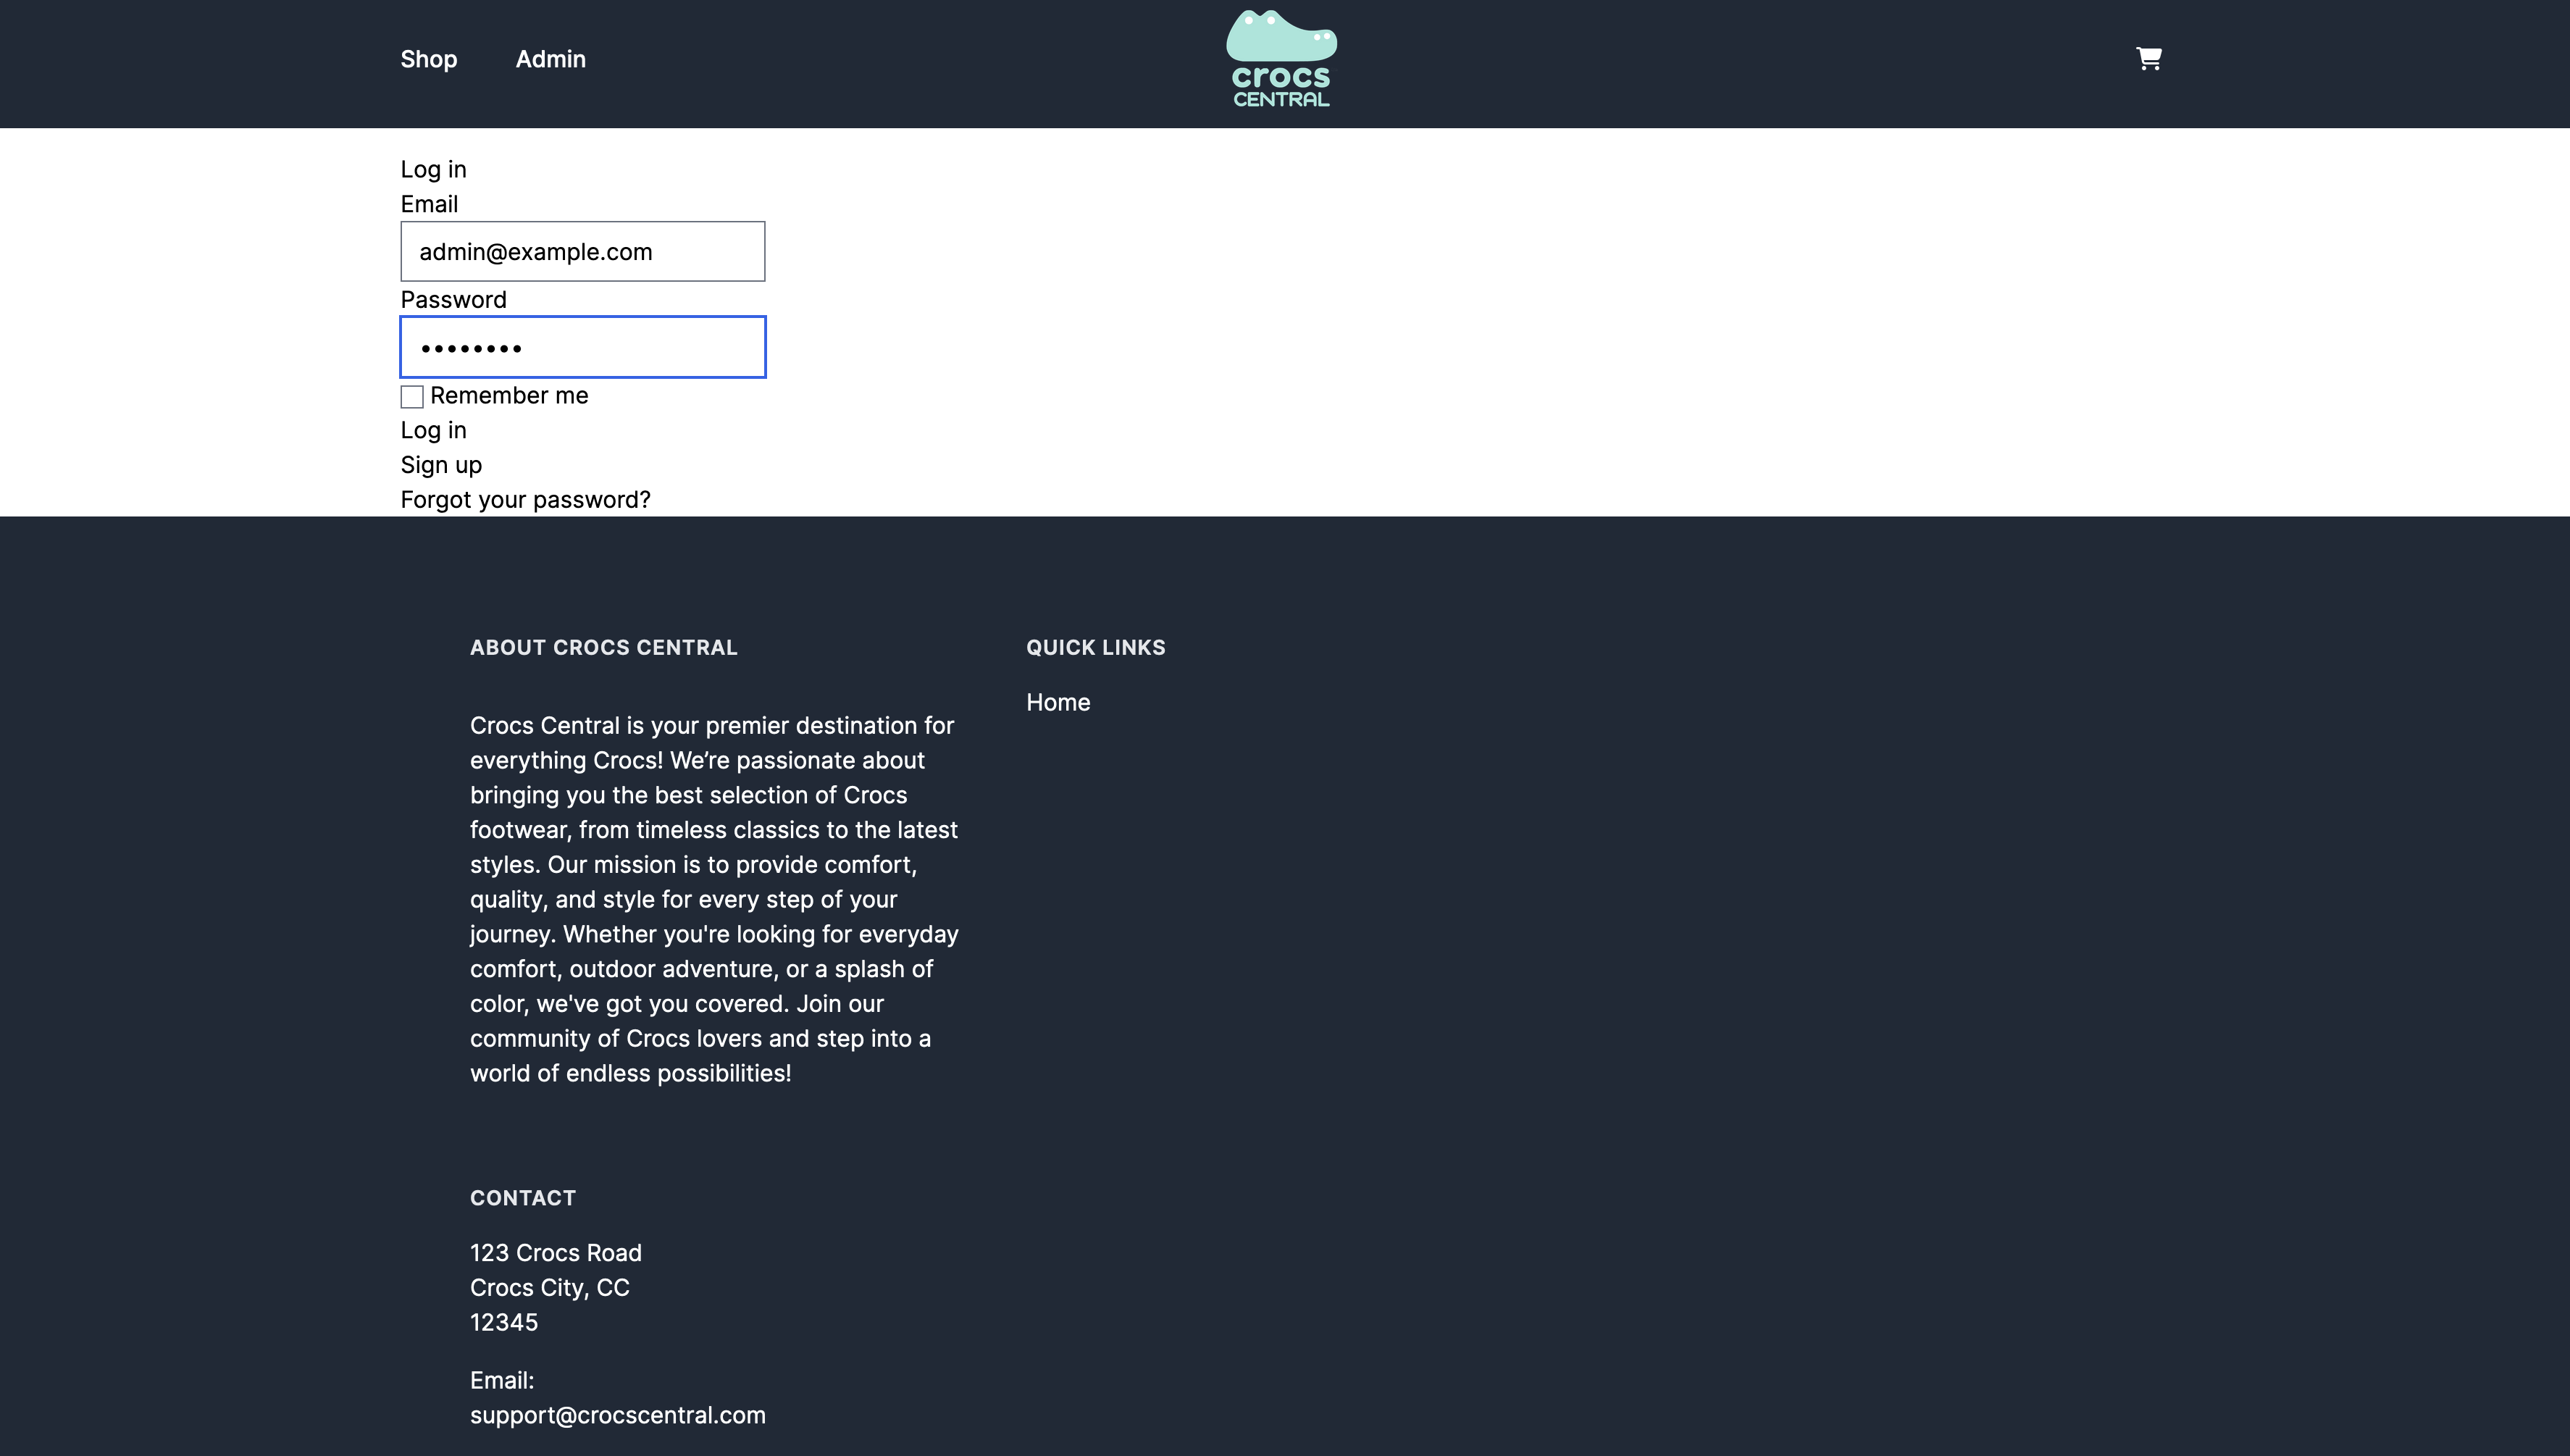 Shop Admin
crocs
CENTRAL
Log in
Email
admin@example.com
Password
••••••••
Remember me
Log in
Sign up
Forgot your password?
ABOUT CROCS CENTRAL
Crocs Central is your premier destination for
everything Crocs! We’re passionate about
bringing you the best selection of Crocs
footwear, from timeless classics to the latest
styles. Our mission is to provide comfort,
quality, and style for every step of your
journey. Whether you're looking for everyday
comfort, outdoor adventure, or a splash of
color, we've got you covered. Join our
community of Crocs lovers and step into a
world of endless possibilities!
QUICK LINKS
Home
CONTACT
123 Crocs Road
Crocs City, CC
12345
Email:
support@crocscentral.com